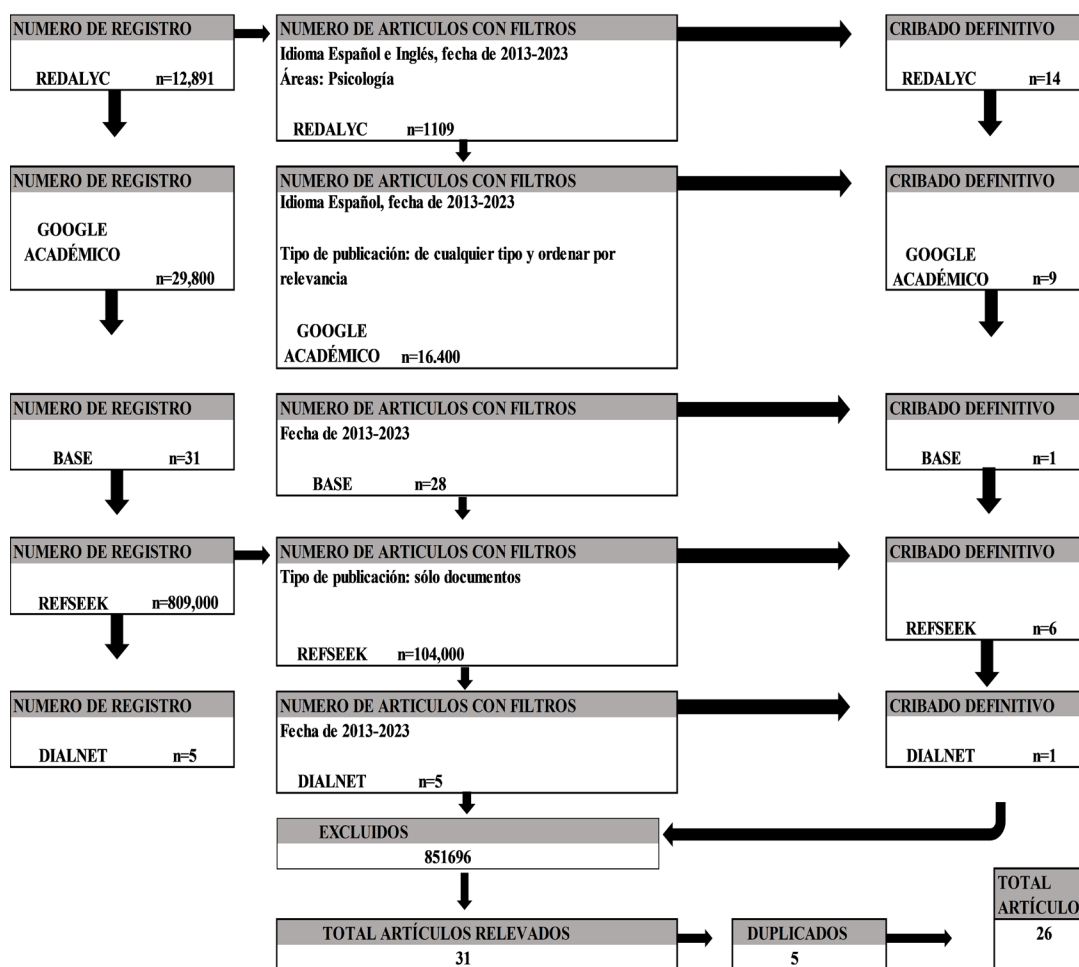 NUMERO DE REGISTRO
REDALYC n=12,891
NUMERO DE ARTICULOS CON FILTROS
Idioma Español e Inglés, fecha de 2013-2023
Áreas: Psicología
REDALYC n=1109
CRIBADO DEFINITIVO
REDALYC n=14
NUMERO DE REGISTRO
GOOGLE
ACADÉMICO
n=29,800
NUMERO DE ARTICULOS CON FILTROS
Idioma Español, fecha de 2013-2023
Tipo de publicación: de cualquier tipo y ordenar por
relevancia
GOOGLE
ACADÉMICO n=16.400
CRIBADO DEFINITIVO
GOOGLE
ACADÉMICO n=9
NUMERO DE REGISTRO
BASE n=31
NUMERO DE ARTICULOS CON FILTROS
Fecha de 2013-2023
BASE n=28
CRIBADO DEFINITIVO
BASE n=1
NUMERO DE REGISTRO
REFSEEK n=809,000
NUMERO DE ARTICULOS CON FILTROS
Tipo de publicación: sólo documentos
REFSEEK n=104,000
CRIBADO DEFINITIVO
REFSEEK n=6
NUMERO DE REGISTRO
DIALNET n=5
NUMERO DE ARTICULOS CON FILTROS
Fecha de 2013-2023
DIALNET n=5
CRIBADO DEFINITIVO
DIALNET n=1
EXCLUIDOS
851696
TOTAL ARTÍCULOS RELEVADOS
31
DUPLICADOS
5
TOTAL
ARTÍCULO
26